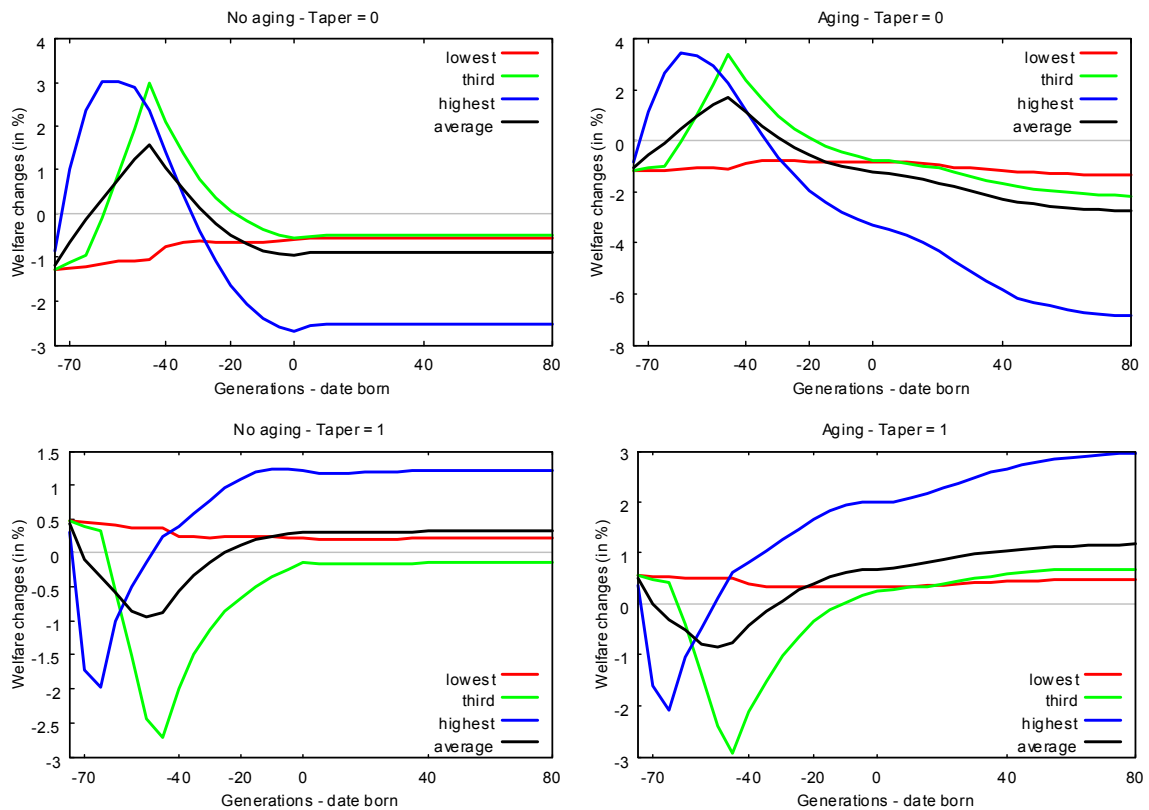 No aging - Taper = 0
4
3
2
1
0
-1
-2
-3
Welfare changes (in %)
lowest
third
highest
average
-70
-40
-20
0
40
80
Generations - date born
Aging - Taper = 0
4
2
0
-2
-4
-6
-8
Welfare changes (in %)
lowest
third
highest
average
-70
-40
-20
0
40
80
Generations - date born
No aging - Taper = 1
1.5
1
0.5
0
-0.5
-1
-1.5
-2
-2.5
-3
Welfare changes (in %)
lowest
third
highest
average
-70
-40
-20
0
40
80
Generations - date born
Aging - Taper = 1
3
2
1
0
-1
-2
-3
Welfare changes (in %)
lowest
third
highest
average
-70
-40
-20
0
40
80
Generations - date born